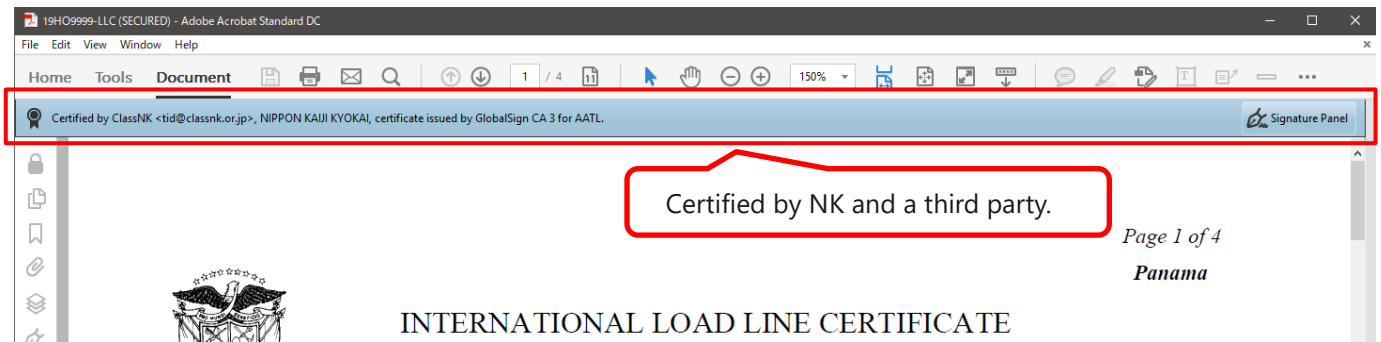 19HO9999-LLC (SECURED) - Adobe Acrobat Standard DC
File Edit View Window Help
Home Tools Document 1 / 4 150%
Certified by ClassNK <tid@classnk.or.jp>, NIPPON KAIJI KYOKAI, certificate issued by GlobalSign CA 3 for AATL. Signature Panel
Certified by NK and a third party.
Page 1 of 4
Panama
INTERNATIONAL LOAD LINE CERTIFICATE